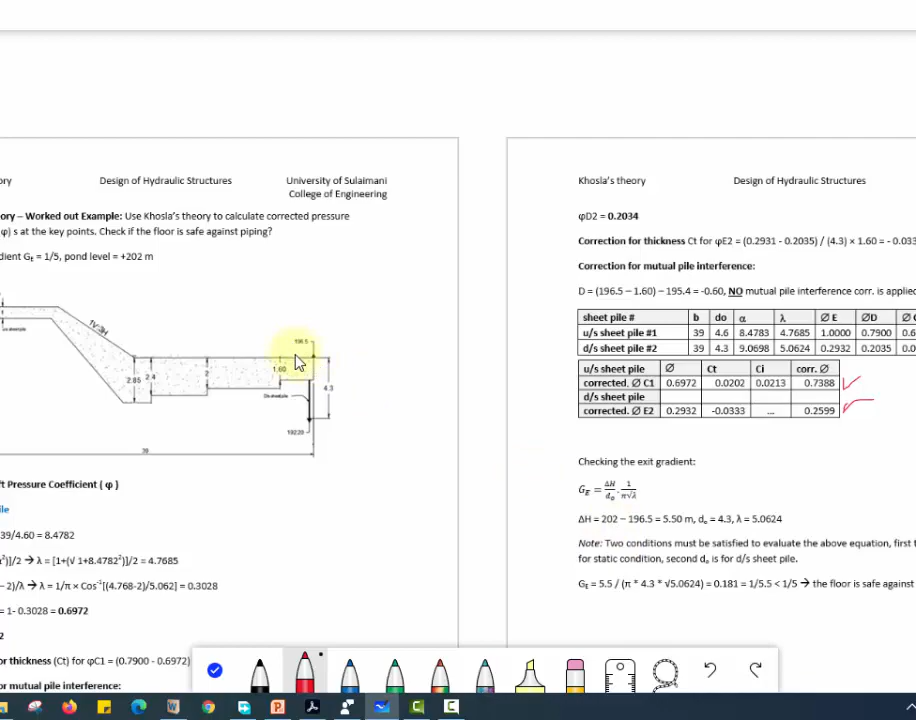 ory Design of Hydraulic Structures University of Sulaimani
College of Engineering
ory – Worked out Example: Use Khosla's theory to calculate corrected pressure
φ) s at the key points. Check if the floor is safe against piping?
dient GE = 1/5, pond level = +202 m
1V-3H
196.5
2.85
2.4
2
1.60
4.3
39
ft Pressure Coefficient ( φ )
ile
39/4.60 = 8.4782
²)]/2 → λ = [1+(√ 1+8.4782²)]/2 = 4.7685
– 2)/λ → λ = 1/π × Cos⁻¹[(4.768-2)/5.062] = 0.3028
= 1- 0.3028 = 0.6972
2
or thickness (Ct) for φC1 = (0.7900 - 0.6972)
or mutual pile interference:
Khosla's theory Design of Hydraulic Structures
φD2 = 0.2034
Correction for thickness Ct for φE2 = (0.2931 - 0.2035) / (4.3) × 1.60 = - 0.033
Correction for mutual pile interference:
D = (196.5 – 1.60) – 195.4 = -0.60, NO mutual pile interference corr. is applied
sheet pile # b do α λ ∅ E ∅D ∅
u/s sheet pile #1 39 4.6 8.4783 4.7685 1.0000 0.7900 0.6
d/s sheet pile #2 39 4.3 9.0698 5.0624 0.2932 0.2035 0.0
u/s sheet pile ∅ Ct Ci corr. ∅
corrected, ∅ C1 0.6972 0.0202 0.0213 0.7388
d/s sheet pile
corrected. ∅ E2 0.2932 -0.0333 ... 0.2599
Checking the exit gradient:
GE = ΔH/do . 1/π√λ
ΔH = 202 – 196.5 = 5.50 m, do = 4.3, λ = 5.0624
Note: Two conditions must be satisfied to evaluate the above equation, first t
for static condition, second do is for d/s sheet pile.
GE = 5.5 / (π * 4.3 * √5.0624) = 0.181 = 1/5.5 < 1/5 → the floor is safe against